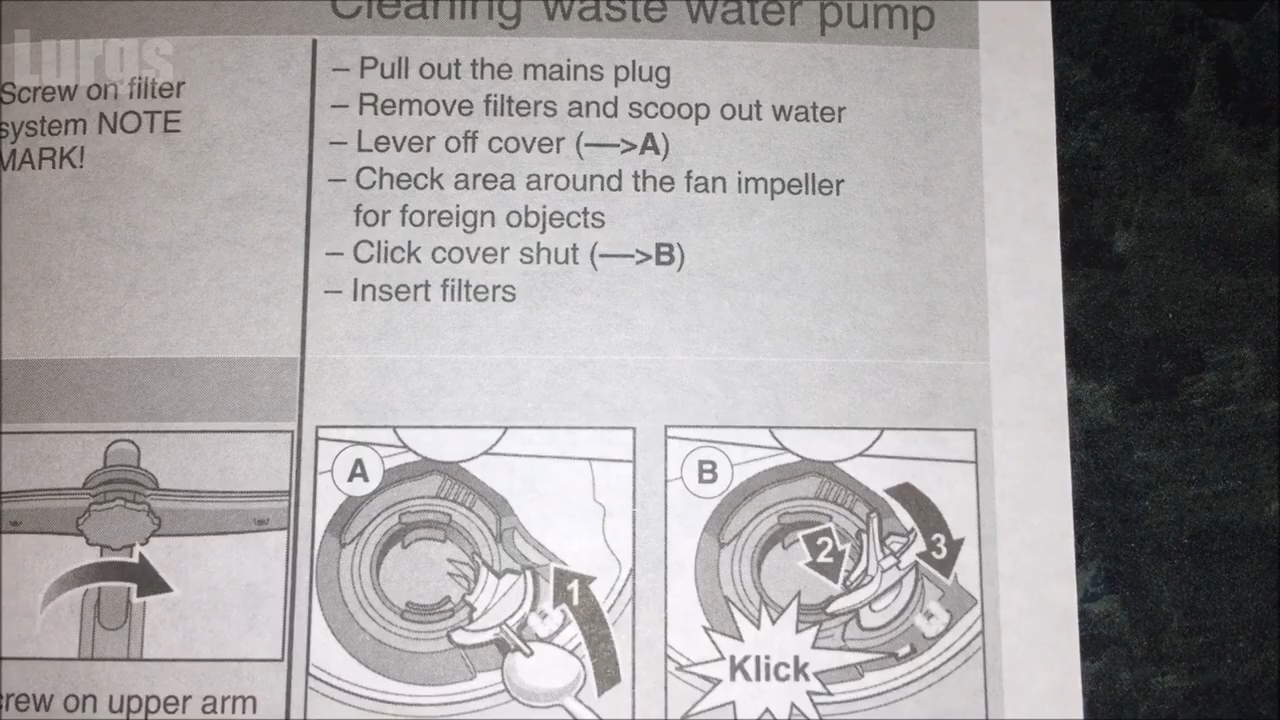 Lurgs
Cleaning waste water pump
Screw on filter
system NOTE
MARK!
– Pull out the mains plug
– Remove filters and scoop out water
– Lever off cover (—>A)
– Check area around the fan impeller
for foreign objects
– Click cover shut (—>B)
– Insert filters
A
1
B
2
3
Klick
crew on upper arm